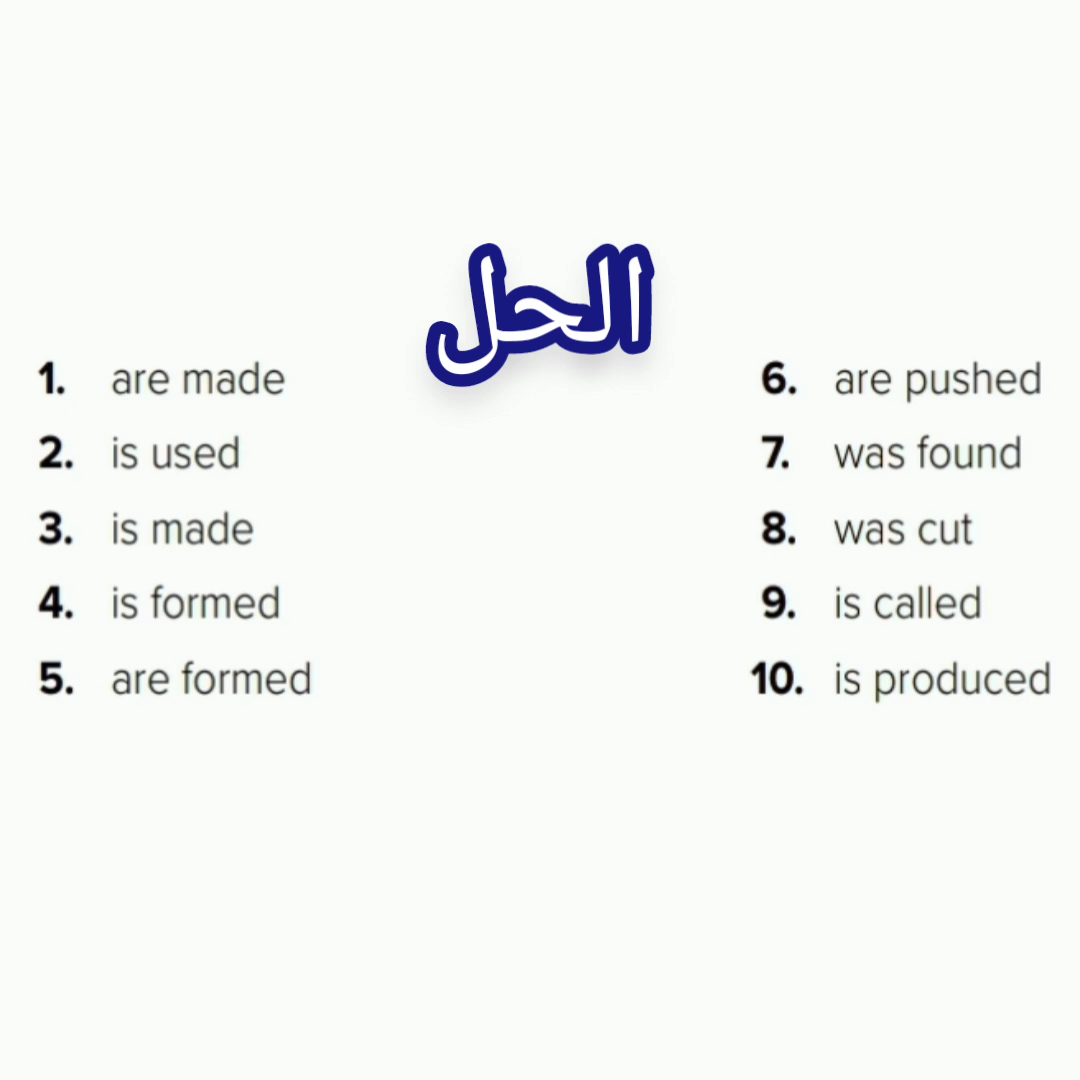 الحل
1. are made
2. is used
3. is made
4. is formed
5. are formed
6. are pushed
7. was found
8. was cut
9. is called
10. is produced